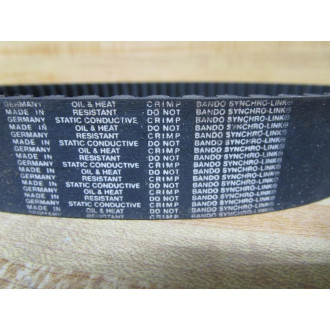 GERMANY OIL & HEAT CRIMP BANDO SYNCHRO-LINK®
MADE IN RESISTANT DO NOT BANDO SYNCHRO-LINK®
GERMANY STATIC CONDUCTIVE CRIMP BANDO SYNCHRO-LINK®
MADE IN OIL & HEAT DO NOT BANDO SYNCHRO-LINK®
GERMANY RESISTANT CRIMP BANDO SYNCHRO-LINK®
MADE IN STATIC CONDUCTIVE DO NOT BANDO SYNCHRO-LINK®
GERMANY OIL & HEAT CRIMP BANDO SYNCHRO-LINK®
MADE IN RESISTANT DO NOT BANDO SYNCHRO-LINK®
GERMANY STATIC CONDUCTIVE CRIMP BANDO SYNCHRO-LINK®
MADE IN OIL & HEAT DO NOT BANDO SYNCHRO-LINK®
GERMANY RESISTANT CRIMP BANDO SYNCHRO-LINK®
MADE IN STATIC CONDUCTIVE DO NOT BANDO SYNCHRO-LINK®
GERMANY OIL & HEAT CRIMP BANDO SYNCHRO-LINK®